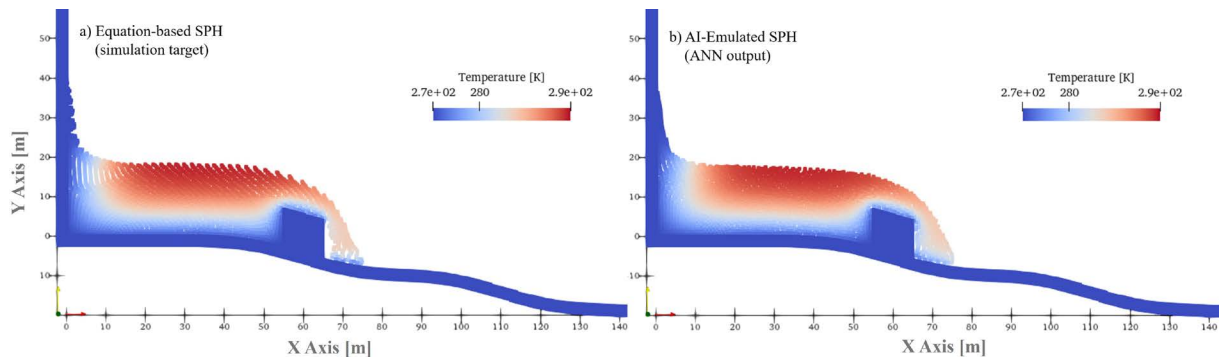 a) Equation-based SPH
(simulation target)
Temperature [K]
2.7e+02 280 2.9e+02
50
40
30
20
10
0
10
Y Axis [m]
0 10 20 30 40 50 60 70 80 90 100 110 120 130 140
X Axis [m]
b) AI-Emulated SPH
(ANN output)
Temperature [K]
2.7e+02 280 2.9e+02
50
40
30
20
10
0
10
0 10 20 30 40 50 60 70 80 90 100 110 120 130 140
X Axis [m]